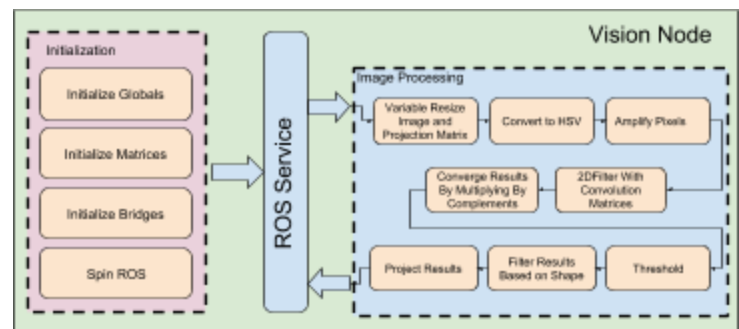 Vision Node
Initialization
Initialize Globals
Initialize Matrices
Initialize Bridges
Spin ROS
ROS Service
Image Processing
Variable Resize
Image and
Projection Matrix
Convert to HSV
Amplify Pixels
2DFilter With
Convolution
Matrices
Converge Results
By Multiplying By
Complements
Threshold
Filter Results
Based on Shape
Project Results